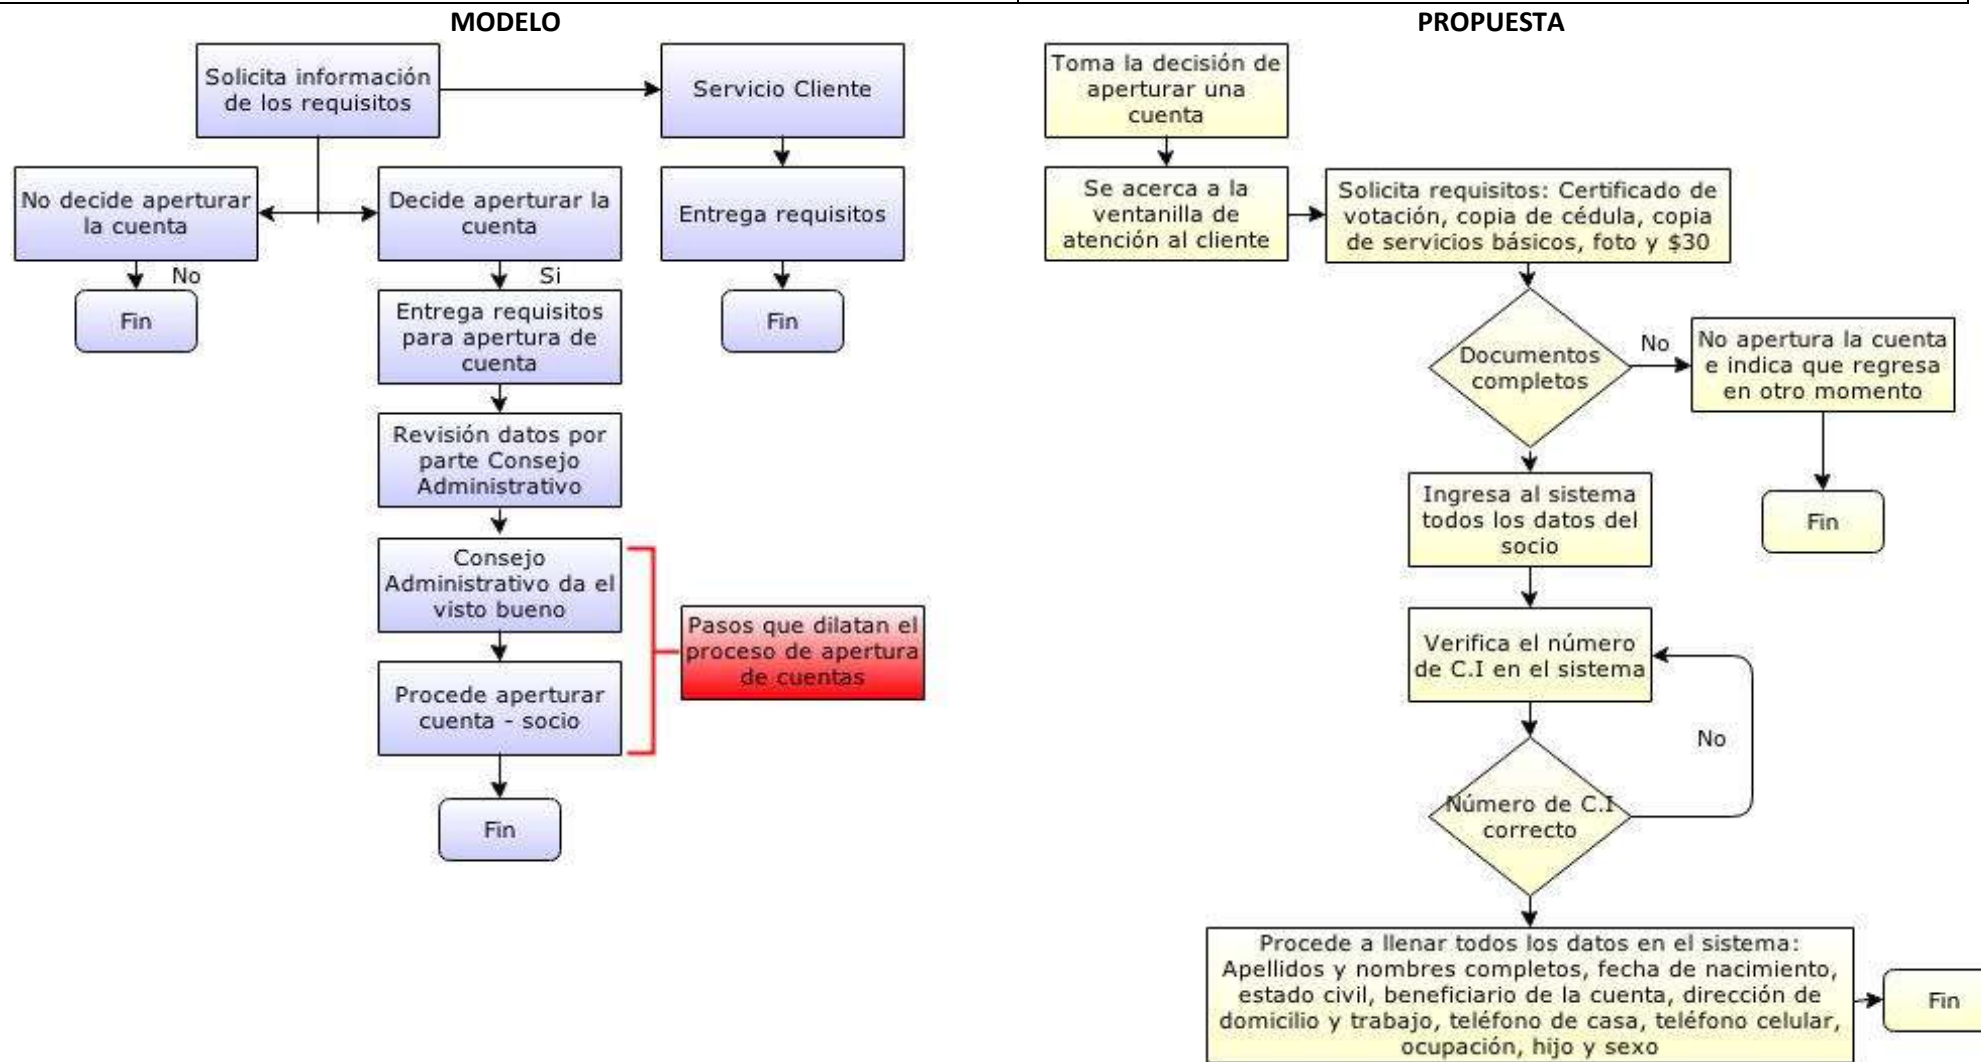 MODELO
Solicita información
de los requisitos
Servicio Cliente
No decide aperturar
la cuenta
Decide aperturar la
cuenta
Entrega requisitos
No
Si
Fin
Entrega requisitos
para apertura de
cuenta
Fin
Revisión datos por
parte Consejo
Administrativo
Consejo
Administrativo da el
visto bueno
Pasos que dilatan el
proceso de apertura
de cuentas
Procede aperturar
cuenta - socio
Fin
PROPUESTA
Toma la decisión de
aperturar una
cuenta
Se acerca a la
ventanilla de
atención al cliente
Solicita requisitos: Certificado de
votación, copia de cédula, copia
de servicios básicos, foto y $30
Documentos
completos
No
No apertura la cuenta
e indica que regresa
en otro momento
Fin
Ingresa al sistema
todos los datos del
socio
Verifica el número
de C.I en el sistema
No
Número de C.I
correcto
Procede a llenar todos los datos en el sistema:
Apellidos y nombres completos, fecha de nacimiento,
estado civil, beneficiario de la cuenta, dirección de
domicilio y trabajo, teléfono de casa, teléfono celular,
ocupación, hijo y sexo
Fin